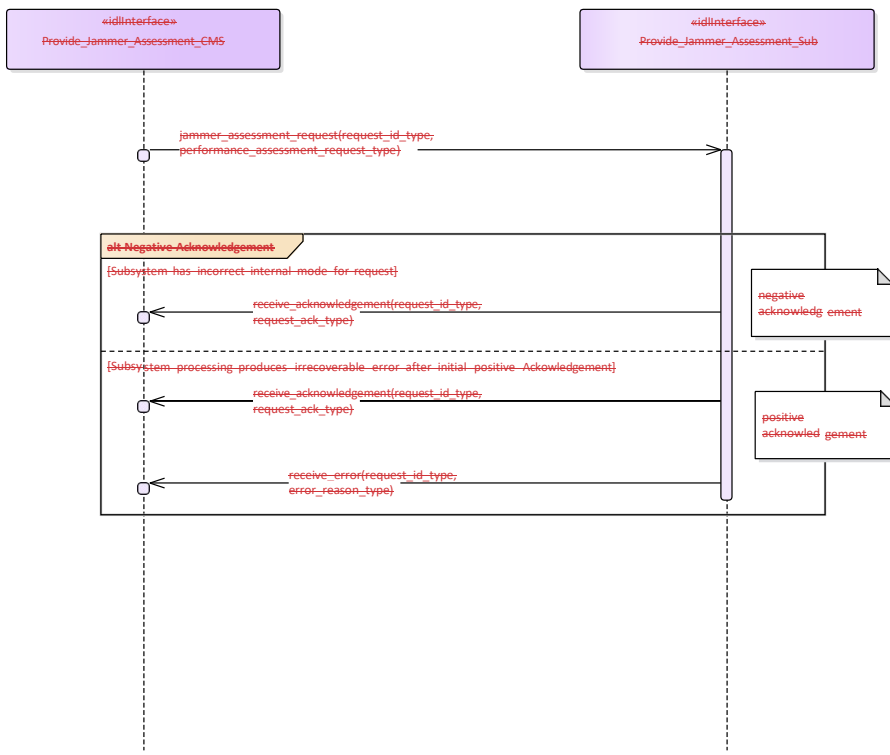 «idlInterface»
Provide_Jammer_Assessment_CMS
«idlInterface»
Provide_Jammer_Assessment_Sub
jammer_assessment_request(request_id_type,
performance_assessment_request_type)
alt Negative Acknowledgement
[Subsystem has incorrect internal mode for request]
receive_acknowledgement(request_id_type,
request_ack_type)
negative
acknowledg ement
[Subsystem processing produces irrecoverable error after initial positive Ackowledgement]
receive_acknowledgement(request_id_type,
request_ack_type)
positive
acknowled gement
receive_error(request_id_type,
error_reason_type)